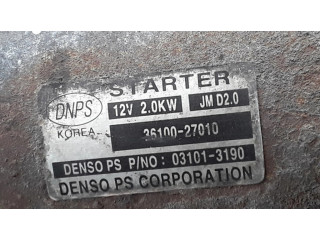 STARTER
DNPS
12V 2.0KW JM D2.0
KOREA
36100-27010
DENSO PS P/NO : 03101-3190
DENSO PS CORPORATION